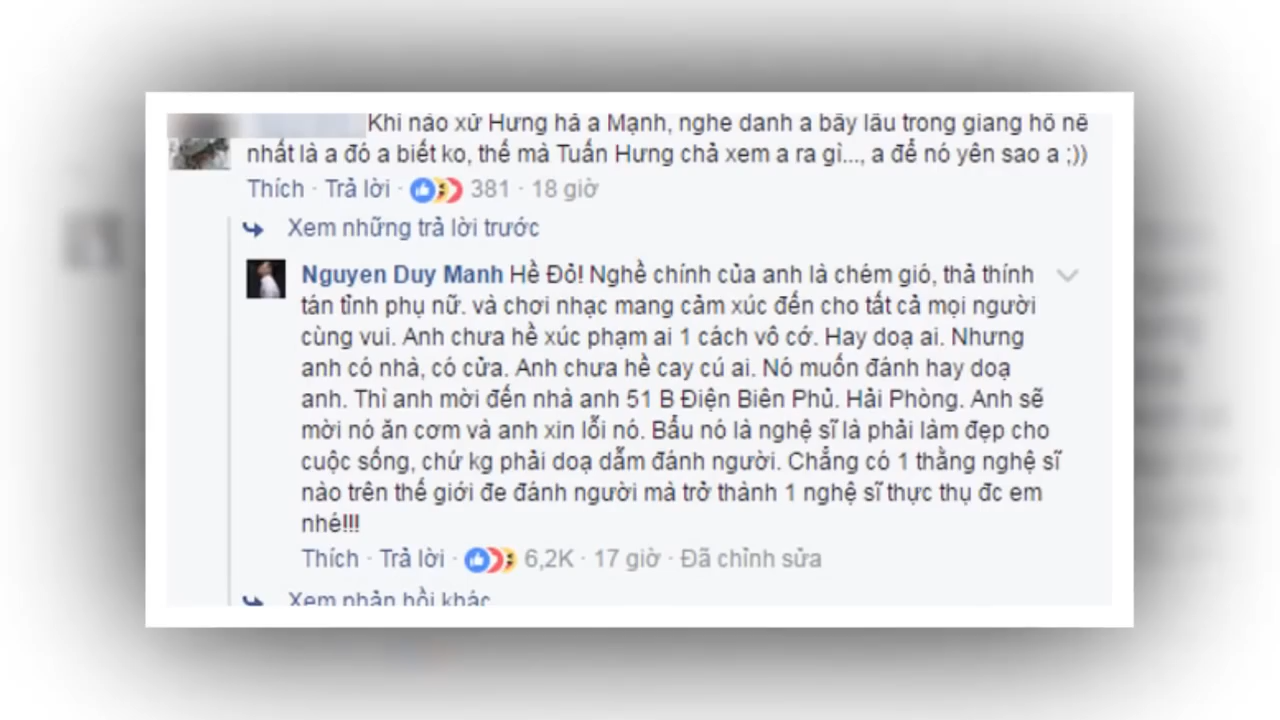 Khi nào xử Hưng hả a Mạnh, nghe danh a bấy lâu trong giang hồ nể
nhất là a đó a biết ko, thế mà Tuấn Hưng chả xem a ra gì..., a để nó yên sao a ;))
Thích · Trả lời · 381 · 18 giờ
Xem những trả lời trước
Nguyen Duy Manh Hề Đỏ! Nghề chính của anh là chém gió, thả thính
tán tỉnh phụ nữ. và chơi nhạc mang cảm xúc đến cho tất cả mọi người
cùng vui. Anh chưa hề xúc phạm ai 1 cách vô cớ. Hay doạ ai. Nhưng
anh có nhà, có cửa. Anh chưa hề cay cú ai. Nó muốn đánh hay doạ
anh. Thì anh mời đến nhà anh 51 B Điện Biên Phủ. Hải Phòng. Anh sẽ
mời nó ăn cơm và anh xin lỗi nó. Bẩu nó là nghệ sĩ là phải làm đẹp cho
cuộc sống, chứ kg phải doạ dẫm đánh người. Chẳng có 1 thằng nghệ sĩ
nào trên thế giới đe đánh người mà trở thành 1 nghệ sĩ thực thụ đc em
nhé!!!
Thích · Trả lời · 6,2K · 17 giờ · Đã chỉnh sửa
Xem phản hồi khác